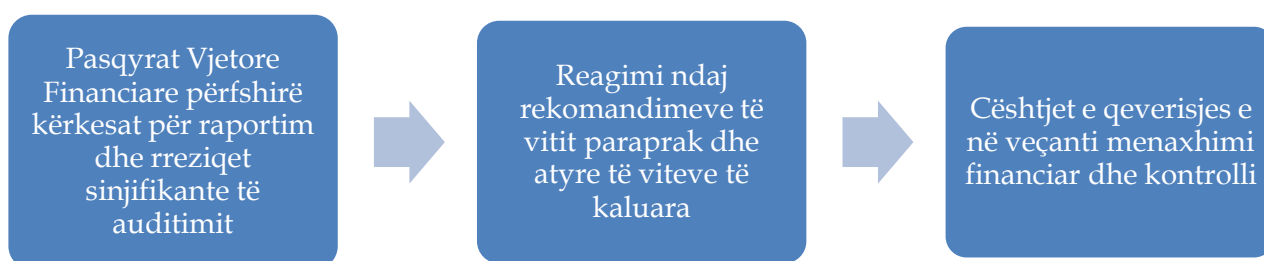 Pasqyrat Vjetore
Financiare përfshirë
kërkesat për raportim
dhe rreziqet
sinjifikante të
auditimit
Reagimi ndaj
rekomandimeve të
vitit paraprak dhe
atyre të viteve të
kaluara
Cështjet e qeverisjes e
në veçanti menaxhimi
financiar dhe kontrolli